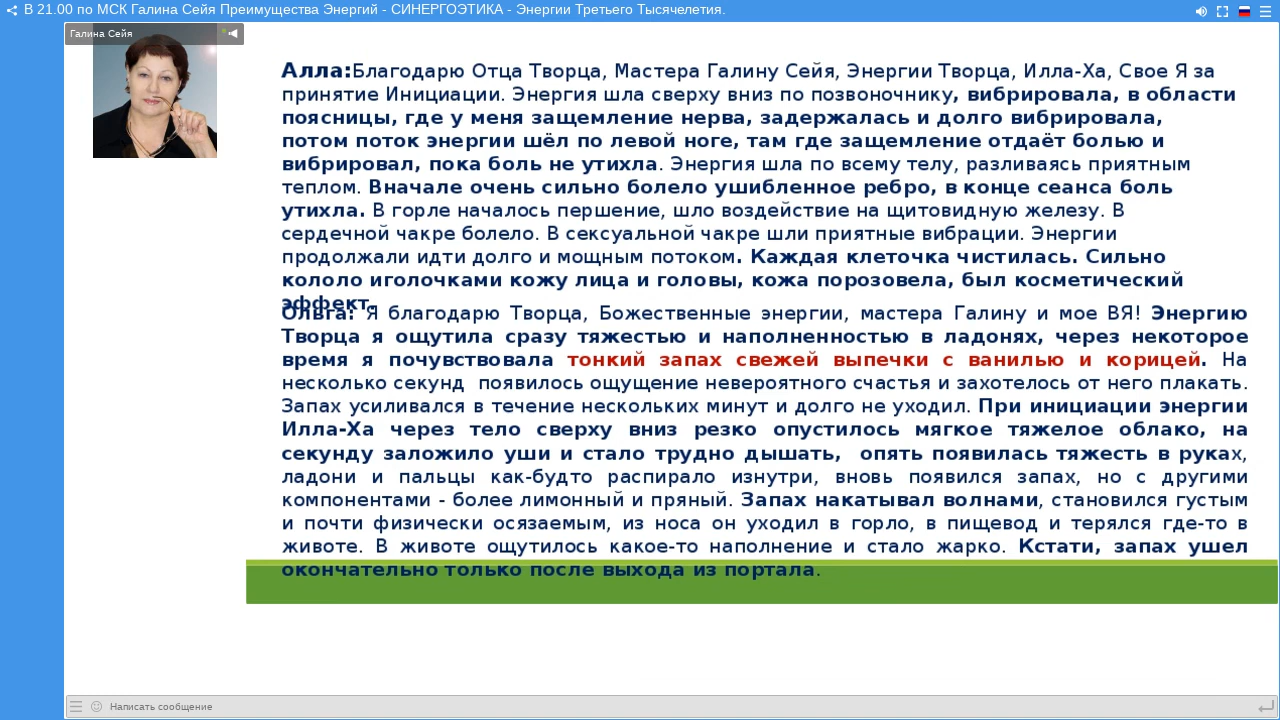 В 21.00 по МСК Галина Сейя Преимущества Энергий - СИНЕРГОЭТИКА - Энергии Третьего Тысячелетия.
Галина Сейя
Алла:Благодарю Отца Творца, Мастера Галину Сейя, Энергии Творца, Илла-Ха, Свое Я за
принятие Инициации. Энергия шла сверху вниз по позвоночнику, вибрировала, в области
поясницы, где у меня защемление нерва, задержалась и долго вибрировала,
потом поток энергии шёл по левой ноге, там где защемление отдаёт болью и
вибрировал, пока боль не утихла. Энергия шла по всему телу, разливаясь приятным
теплом. Вначале очень сильно болело ушибленное ребро, в конце сеанса боль
утихла. В горле началось першение, шло воздействие на щитовидную железу. В
сердечной чакре болело. В сексуальной чакре шли приятные вибрации. Энергии
продолжали идти долго и мощным потоком. Каждая клеточка чистилась. Сильно
кололо иголочками кожу лица и головы, кожа порозовела, был косметический
эффект.
Ольга: Я благодарю Творца, Божественные энергии, мастера Галину и мое ВЯ! Энергию
Творца я ощутила сразу тяжестью и наполненностью в ладонях, через некоторое
время я почувствовала тонкий запах свежей выпечки с ванилью и корицей. На
несколько секунд появилось ощущение невероятного счастья и захотелось от него плакать.
Запах усиливался в течение нескольких минут и долго не уходил. При инициации энергии
Илла-Ха через тело сверху вниз резко опустилось мягкое тяжелое облако, на
секунду заложило уши и стало трудно дышать, опять появилась тяжесть в руках,
ладони и пальцы как-будто распирало изнутри, вновь появился запах, но с другими
компонентами - более лимонный и пряный. Запах накатывал волнами, становился густым
и почти физически осязаемым, из носа он уходил в горло, в пищевод и терялся где-то в
животе. В животе ощутилось какое-то наполнение и стало жарко. Кстати, запах ушел
окончательно только после выхода из портала.
Написать сообщение